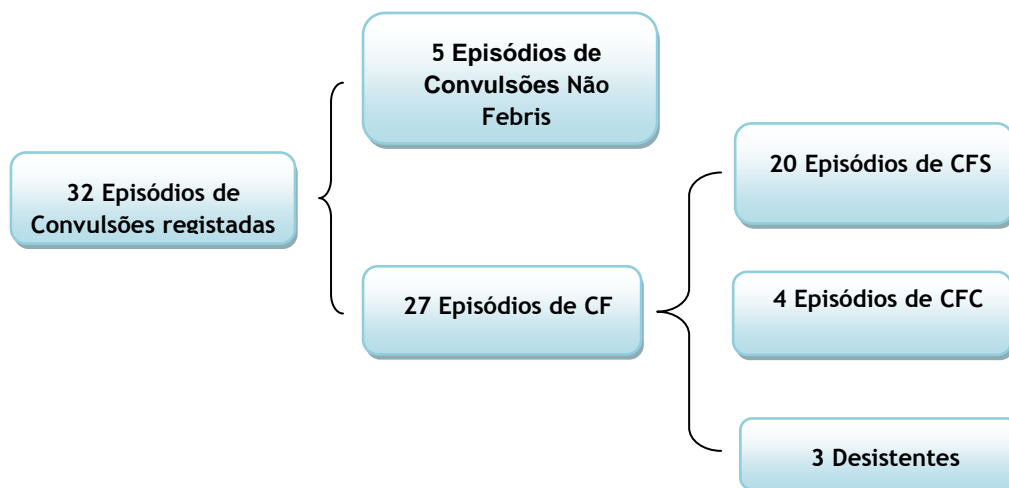 5 Episódios de
Convulsões Não
Febris
32 Episódios de
Convulsões registadas
27 Episódios de CF
20 Episódios de CFS
4 Episódios de CFC
3 Desistentes